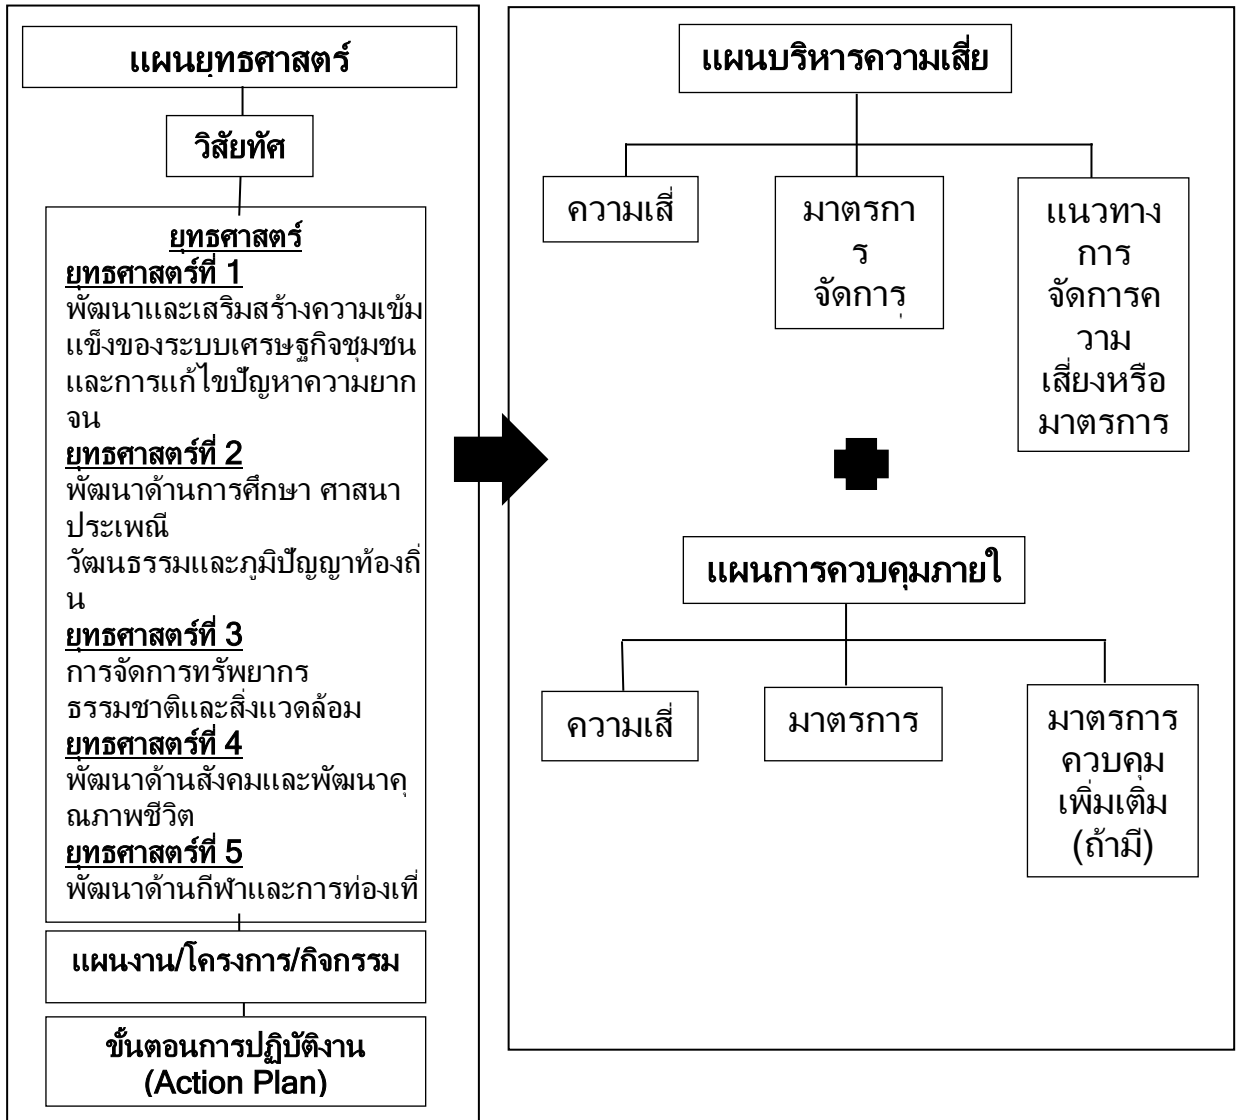 แผนยุทธศาสตร์
วิสัยทัศ
ยุทธศาสตร์
ยุทธศาสตร์ที่ 1
พัฒนาและเสริมสร้างความเข้ม
แข็งของระบบเศรษฐกิจชุมชน
และการแก้ไขปัญหาความยาก
จน
ยุทธศาสตร์ที่ 2
พัฒนาด้านการศึกษา ศาสนา
ประเพณี
วัฒนธรรมและภูมิปัญญาท้องถิ่
น
ยุทธศาสตร์ที่ 3
การจัดการทรัพยากร
ธรรมชาติและสิ่งแวดล้อม
ยุทธศาสตร์ที่ 4
พัฒนาด้านสังคมและพัฒนาคุ
ณภาพชีวิต
ยุทธศาสตร์ที่ 5
พัฒนาด้านกีฬาและการท่องเที่
แผนงาน/โครงการ/กิจกรรม
ขั้นตอนการปฏิบัติงาน
(Action Plan)
แผนบริหารความเสี่ย
ความเสี่
มาตรกา
ร
จัดการ
แนวทาง
การ
จัดการค
วาม
เสี่ยงหรือ
มาตรการ
แผนการควบคุมภายใ
ความเสี่
มาตรการ
มาตรการ
ควบคุม
เพิ่มเติม
(ถ้ามี)